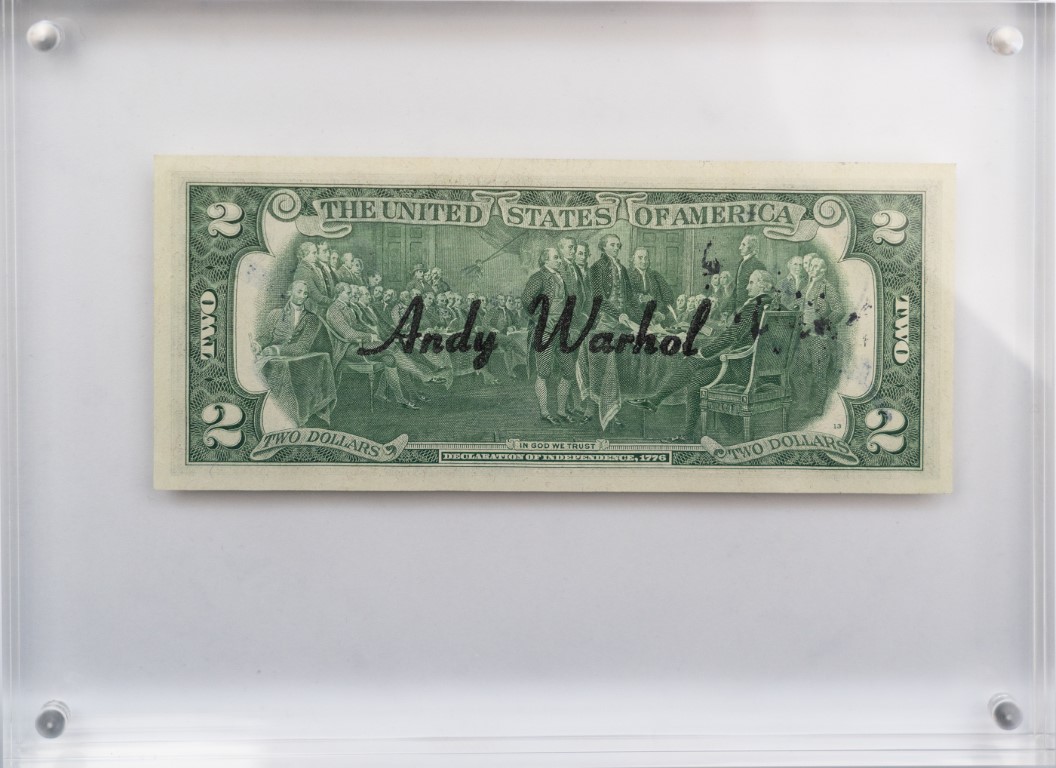 THE UNITED STATES OF AMERICA
2 2
TWO TWO
Andy Warhol
13
2 2
TWO DOLLARS TWO DOLLARS
IN GOD WE TRUST
DECLARATION OF INDEPENDENCE, 1776